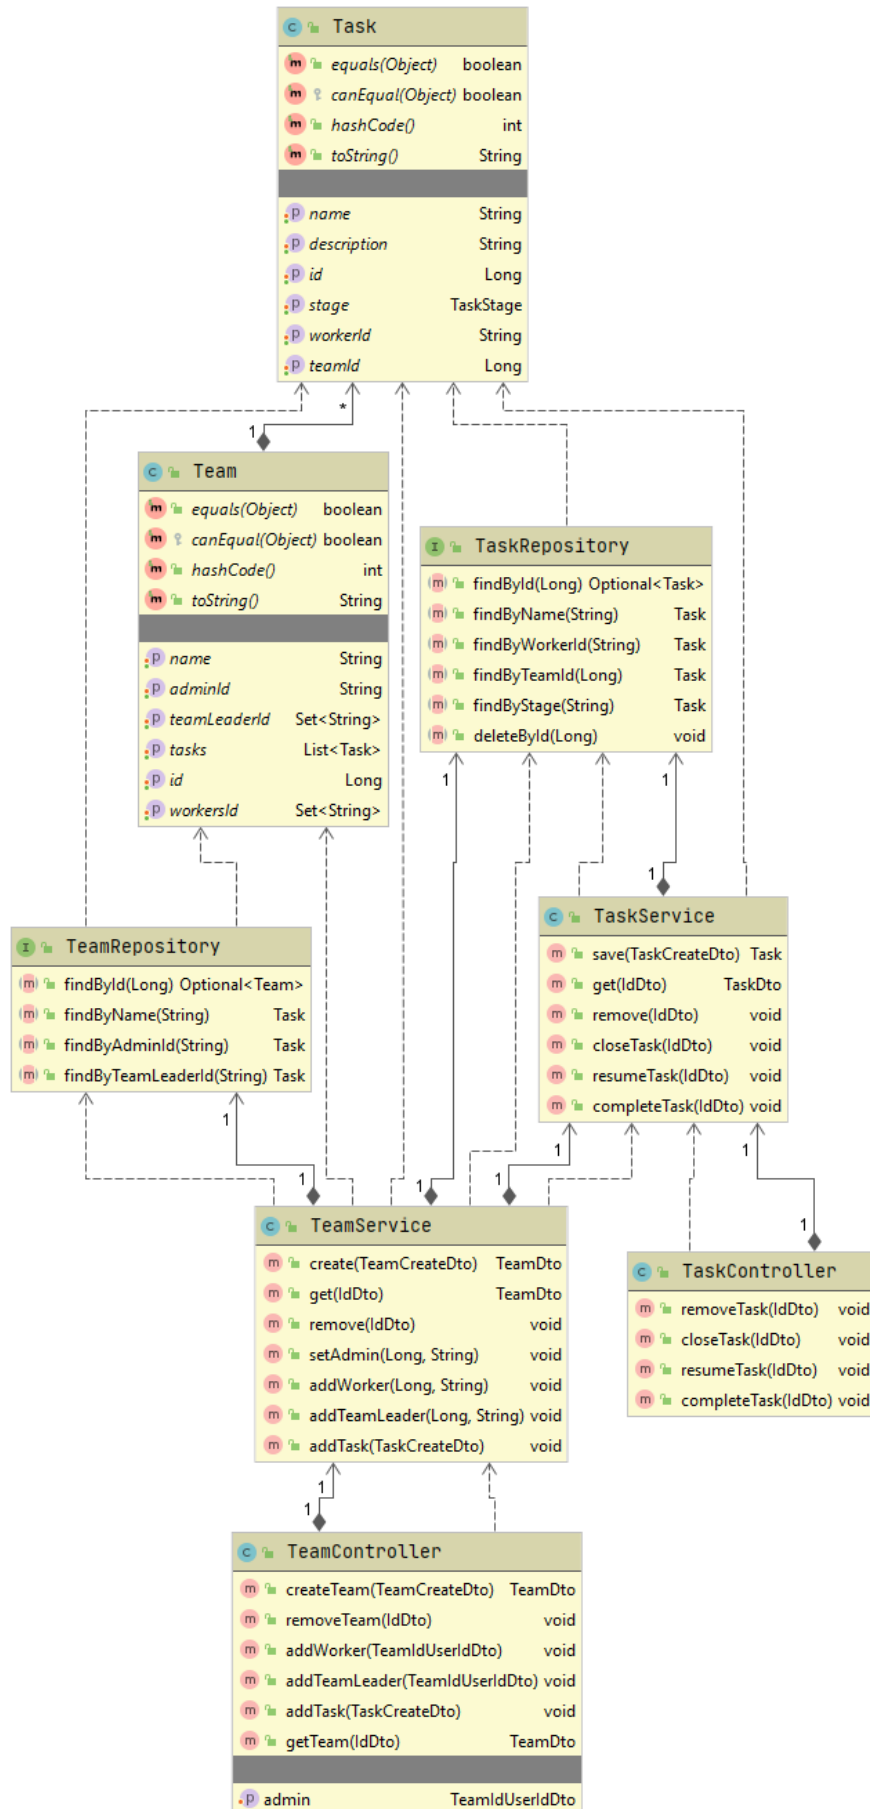 Task
equals(Object) boolean
canEqual(Object) boolean
hashCode() int
toString() String
name String
description String
id Long
stage TaskStage
workerId String
teamId Long
1
*
Team
equals(Object) boolean
canEqual(Object) boolean
hashCode() int
toString() String
name String
adminId String
teamLeaderId Set<String>
tasks List<Task>
id Long
workersId Set<String>
TaskRepository
findById(Long) Optional<Task>
findByName(String) Task
findByWorkerId(String) Task
findByTeamId(Long) Task
findByStage(String) Task
deleteById(Long) void
1
1
1
TeamRepository
findById(Long) Optional<Team>
findByName(String) Task
findByAdminId(String) Task
findByTeamLeaderId(String) Task
TaskService
save(TaskCreateDto) Task
get(IdDto) TaskDto
remove(IdDto) void
closeTask(IdDto) void
resumeTask(IdDto) void
completeTask(IdDto) void
1
1
1
1
1
1
1
TeamService
create(TeamCreateDto) TeamDto
get(IdDto) TeamDto
remove(IdDto) void
setAdmin(Long, String) void
addWorker(Long, String) void
addTeamLeader(Long, String) void
addTask(TaskCreateDto) void
TaskController
removeTask(IdDto) void
closeTask(IdDto) void
resumeTask(IdDto) void
completeTask(IdDto) void
1
1
TeamController
createTeam(TeamCreateDto) TeamDto
removeTeam(IdDto) void
addWorker(TeamIdUserIdDto) void
addTeamLeader(TeamIdUserIdDto) void
addTask(TaskCreateDto) void
getTeam(IdDto) TeamDto
admin TeamIdUserIdDto